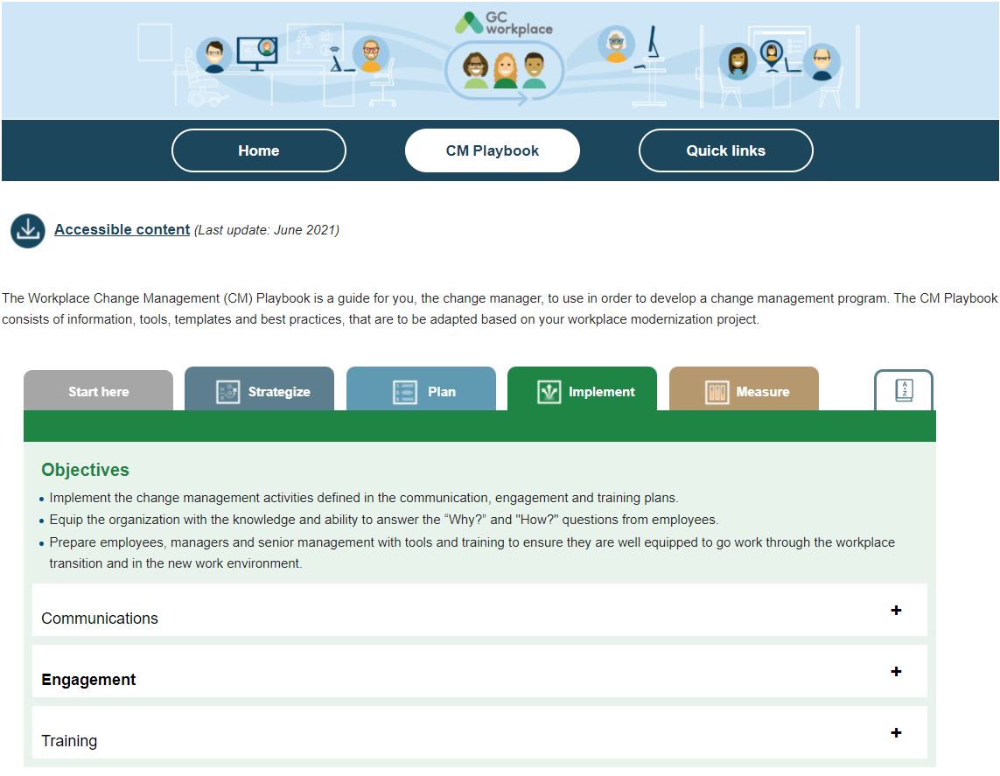 GC
workplace
Home
CM Playbook
Quick links
Accessible content (Last update: June 2021)
The Workplace Change Management (CM) Playbook is a guide for you, the change manager, to use in order to develop a change management program. The CM Playbook
consists of information, tools, templates and best practices, that are to be adapted based on your workplace modernization project.
Start here
Strategize
Plan
Implement
Measure
A
Z
Objectives
• Implement the change management activities defined in the communication, engagement and training plans.
• Equip the organization with the knowledge and ability to answer the “Why?” and "How?" questions from employees.
• Prepare employees, managers and senior management with tools and training to ensure they are well equipped to go work through the workplace
transition and in the new work environment.
Communications +
Engagement +
Training +